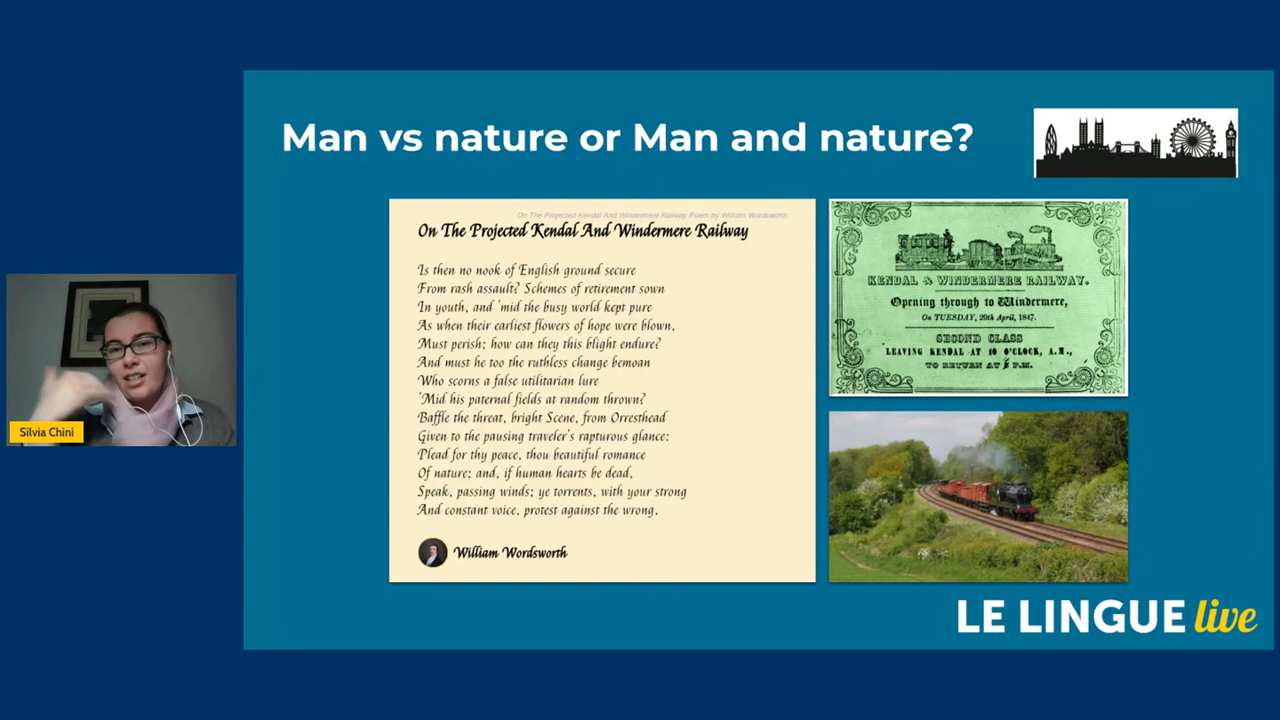 Man vs nature or Man and nature?
On The Projected Kendal And Windermere Railway Poem by William Wordsworth
On The Projected Kendal And Windermere Railway
Is then no nook of English ground secure
From rash assault? Schemes of retirement sown
In youth, and 'mid the busy world kept pure
As when their earliest flowers of hope were blown,
Must perish; how can they this blight endure?
And must he too the ruthless change bemoan
Who scorns a false utilitarian lure
'Mid his paternal fields at random thrown?
Baffle the threat, bright Scene, from Orresthead
Given to the pausing traveler's rapturous glance:
Plead for thy peace, thou beautiful romance
Of nature; and, if human hearts be dead,
Speak, passing winds; ye torrents, with your strong
And constant voice, protest against the wrong.
William Wordsworth
KENDAL & WINDERMERE RAILWAY.
Opening through to Windermere,
On TUESDAY, 20th April, 1847.
SECOND CLASS
LEAVING KENDAL AT 10 O'CLOCK, A.M.,
TO RETURN AT P.M.
Silvia Chini
LE LINGUE live